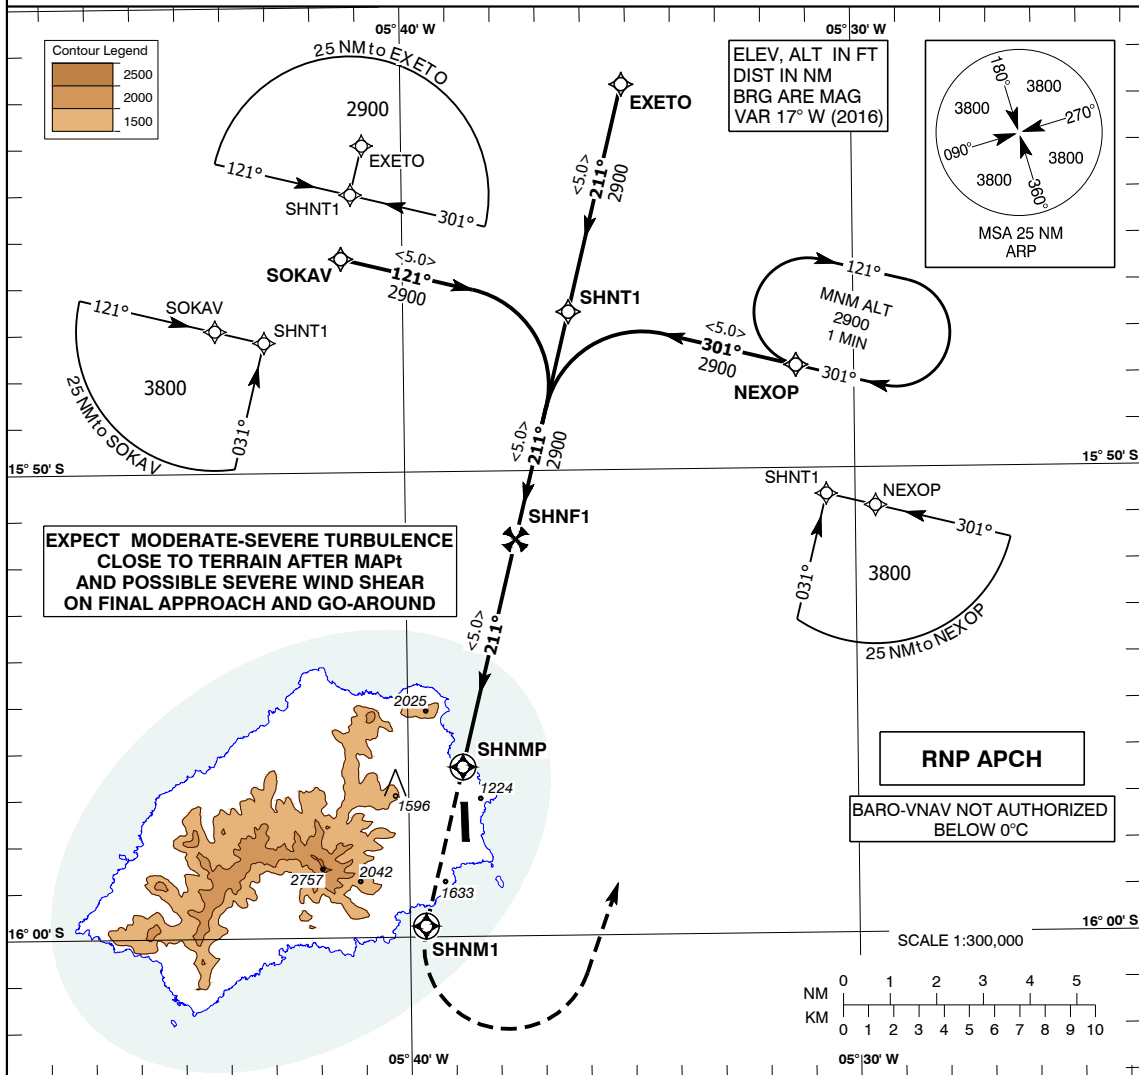 05° 40' W
05° 30' W
Contour Legend
2500
2000
1500
25 NM to EXETO
2900
EXETO
121°
SHNT1
301°
EXETO
<5.0>
211°
2900
ELEV, ALT IN FT
DIST IN NM
BRG ARE MAG
VAR 17° W (2016)
180°
3800
3800
270°
090°
3800
3800
360°
MSA 25 NM
ARP
SOKAV
<5.0>
121°
2900
SHNT1
121°
MNM ALT
2900
1 MIN
301°
<5.0>
301°
2900
NEXOP
121°
SOKAV
SHNT1
3800
031°
25 NM to SOKAV
<5.0>
211°
2900
15° 50' S
15° 50' S
SHNT1
NEXOP
301°
031°
3800
25 NM to NEXOP
SHNF1
EXPECT MODERATE-SEVERE TURBULENCE
CLOSE TO TERRAIN AFTER MAPt
AND POSSIBLE SEVERE WIND SHEAR
ON FINAL APPROACH AND GO-AROUND
<5.0>
211°
2025
SHNMP
1224
1596
2757
2042
1633
RNP APCH
BARO-VNAV NOT AUTHORIZED
BELOW 0°C
16° 00' S
16° 00' S
SHNM1
SCALE 1:300,000
NM
0 1 2 3 4 5
KM
0 1 2 3 4 5 6 7 8 9 10
05° 40' W
05° 30' W